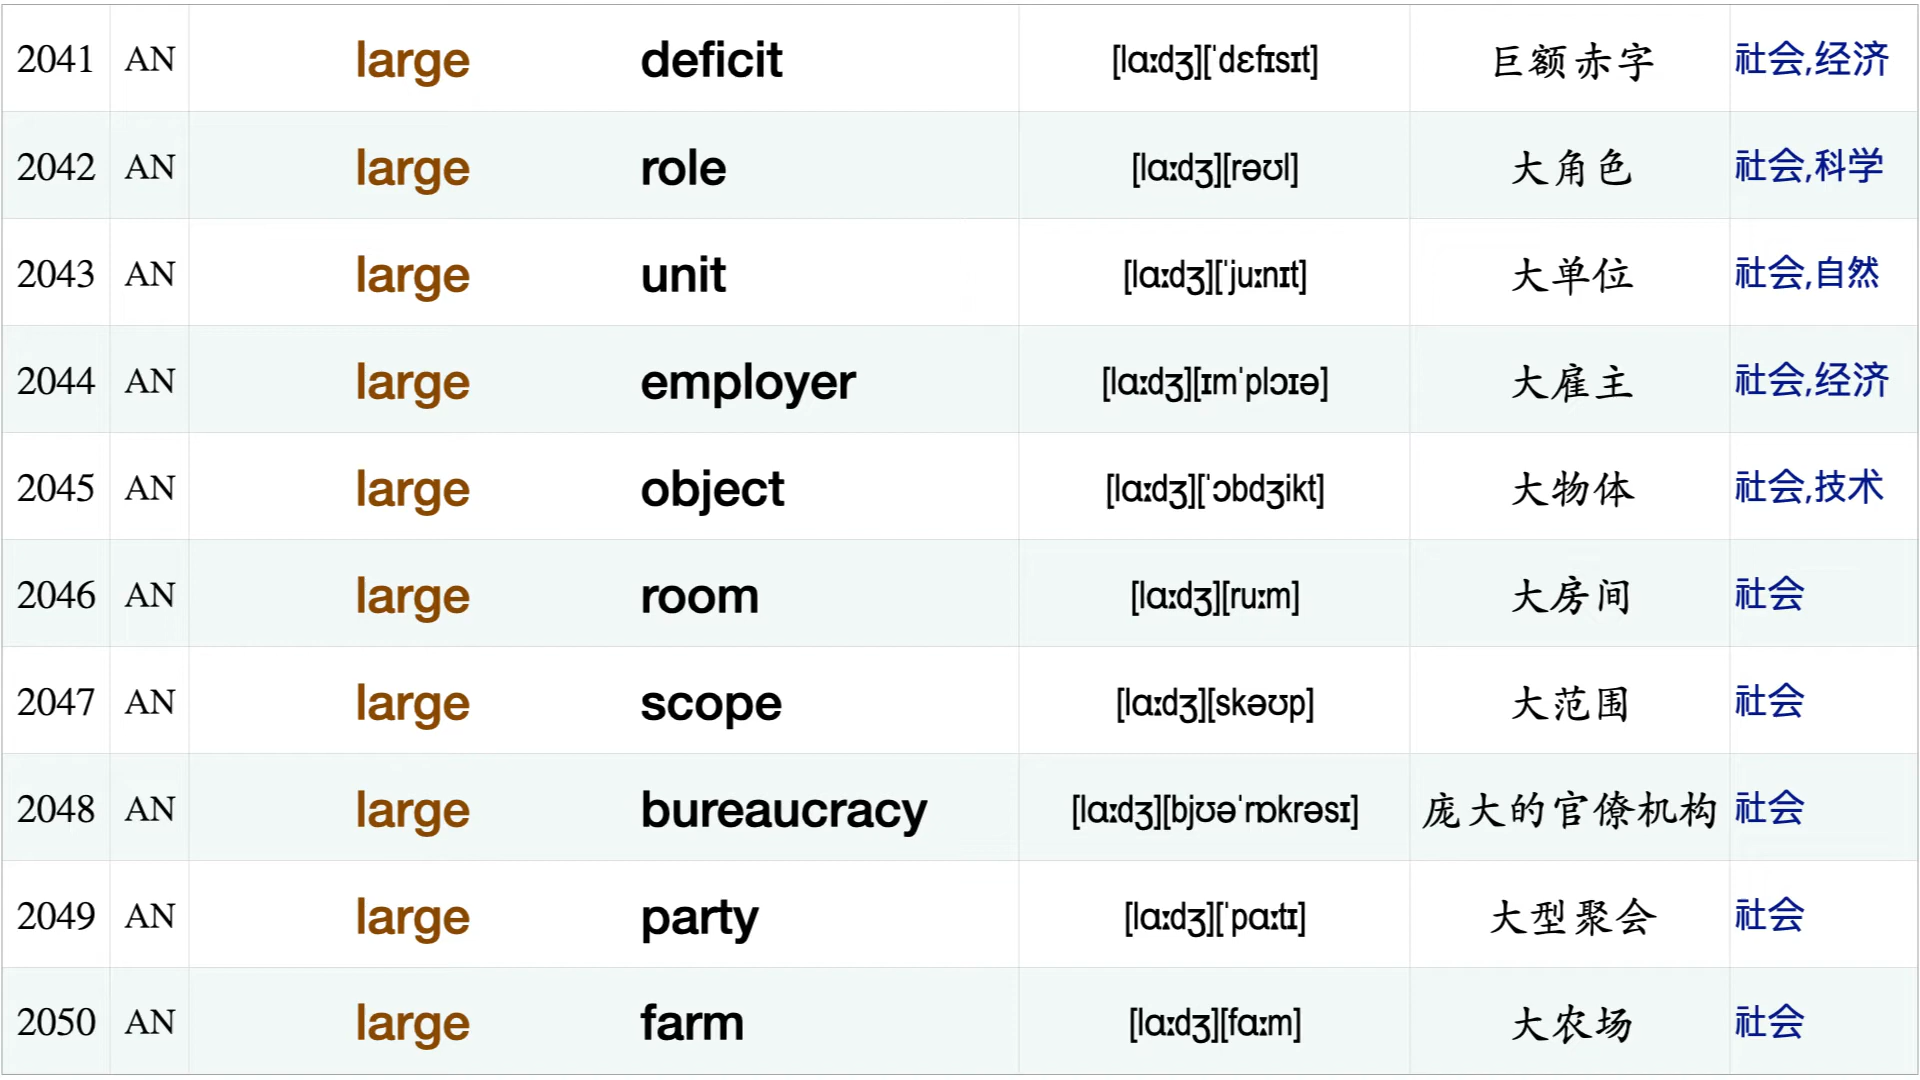 2041 AN large deficit [lɑːdʒ][ˈdɛfɪsɪt] 巨额赤字 社会,经济
2042 AN large role [lɑːdʒ][rəʊl] 大角色 社会,科学
2043 AN large unit [lɑːdʒ][ˈjuːnɪt] 大单位 社会,自然
2044 AN large employer [lɑːdʒ][ɪmˈplɔɪə] 大雇主 社会,经济
2045 AN large object [lɑːdʒ][ˈɔbdʒikt] 大物体 社会,技术
2046 AN large room [lɑːdʒ][ruːm] 大房间 社会
2047 AN large scope [lɑːdʒ][skəʊp] 大范围 社会
2048 AN large bureaucracy [lɑːdʒ][bjʊəˈrɒkrəsɪ] 庞大的官僚机构 社会
2049 AN large party [lɑːdʒ][ˈpɑːtɪ] 大型聚会 社会
2050 AN large farm [lɑːdʒ][fɑːm] 大农场 社会